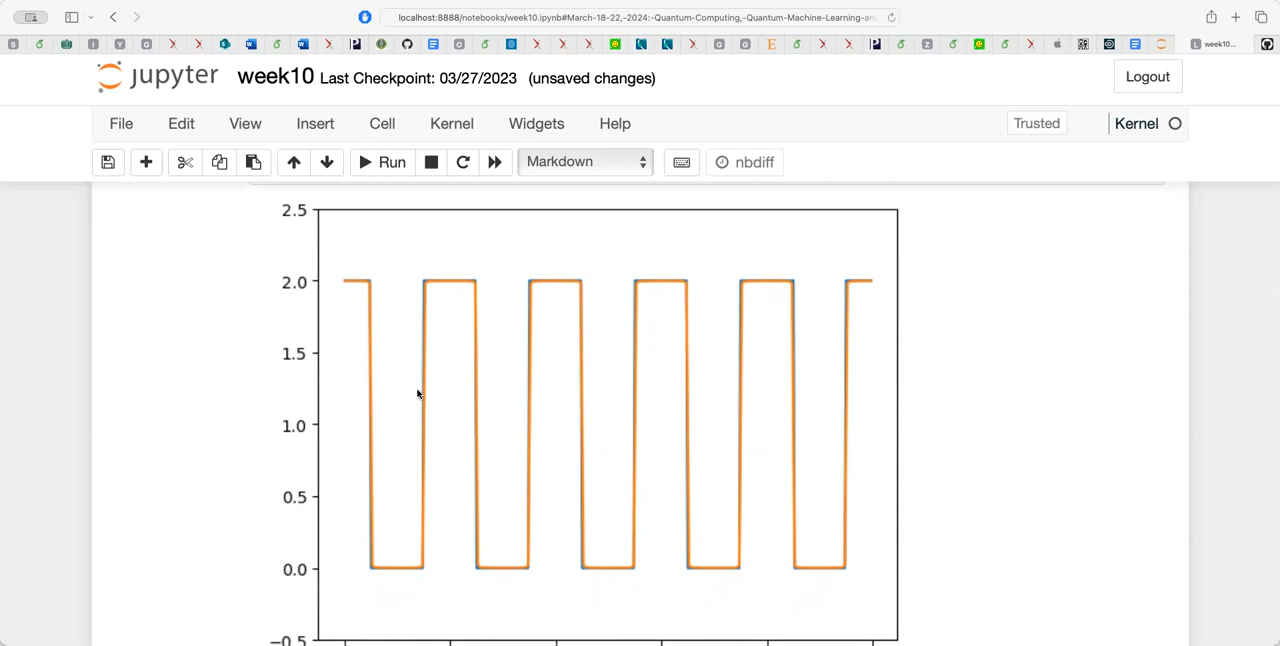 localhost:8888/notebooks/week10.ipynb#March-18-22,-2024:-Quantum-Computing,-Quantum-Machine-Learning-an
week10...
jupyter week10 Last Checkpoint: 03/27/2023 (unsaved changes) Logout
File Edit View Insert Cell Kernel Widgets Help Trusted Kernel
Run Markdown nbdiff
2.5
2.0
1.5
1.0
0.5
0.0
−0.5